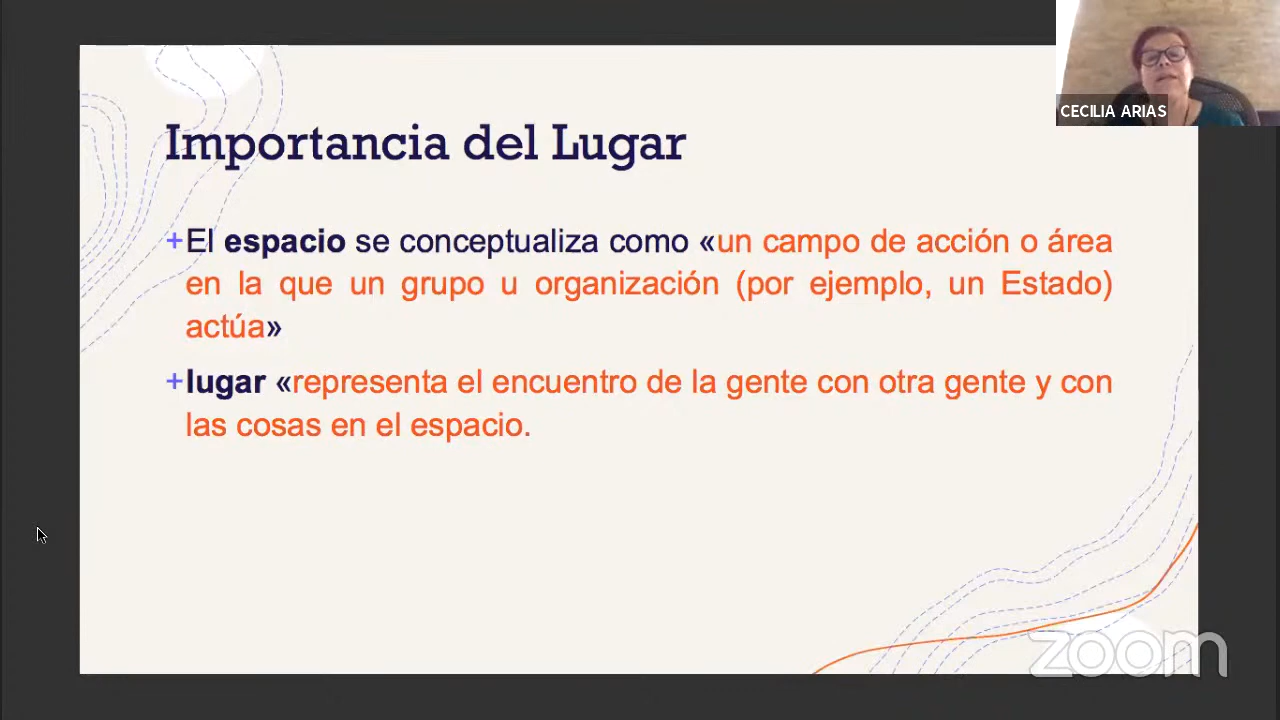 CECILIA ARIAS
Importancia del Lugar
+El espacio se conceptualiza como «un campo de acción o área
en la que un grupo u organización (por ejemplo, un Estado)
actúa»
+lugar «representa el encuentro de la gente con otra gente y con
las cosas en el espacio.
zoom